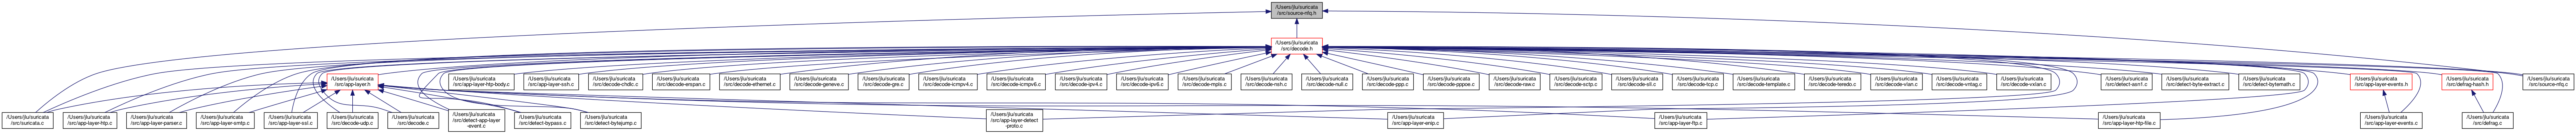 /Users/jlu/suricata
/src/source-nfq.h
/Users/jlu/suricata
/src/decode.h
/Users/jlu/suricata
/src/app-layer.h
/Users/jlu/suricata
/src/app-layer-htp-body.c
/Users/jlu/suricata
/src/app-layer-ssh.c
/Users/jlu/suricata
/src/decode-chdlc.c
/Users/jlu/suricata
/src/decode-erspan.c
/Users/jlu/suricata
/src/decode-ethernet.c
/Users/jlu/suricata
/src/decode-geneve.c
/Users/jlu/suricata
/src/decode-gre.c
/Users/jlu/suricata
/src/decode-icmpv4.c
/Users/jlu/suricata
/src/decode-icmpv6.c
/Users/jlu/suricata
/src/decode-ipv4.c
/Users/jlu/suricata
/src/decode-ipv6.c
/Users/jlu/suricata
/src/decode-mpls.c
/Users/jlu/suricata
/src/decode-nsh.c
/Users/jlu/suricata
/src/decode-null.c
/Users/jlu/suricata
/src/decode-ppp.c
/Users/jlu/suricata
/src/decode-pppoe.c
/Users/jlu/suricata
/src/decode-raw.c
/Users/jlu/suricata
/src/decode-sctp.c
/Users/jlu/suricata
/src/decode-sll.c
/Users/jlu/suricata
/src/decode-tcp.c
/Users/jlu/suricata
/src/decode-template.c
/Users/jlu/suricata
/src/decode-teredo.c
/Users/jlu/suricata
/src/decode-vlan.c
/Users/jlu/suricata
/src/decode-vntag.c
/Users/jlu/suricata
/src/decode-vxlan.c
/Users/jlu/suricata
/src/detect-asn1.c
/Users/jlu/suricata
/src/detect-byte-extract.c
/Users/jlu/suricata
/src/detect-bytemath.c
/Users/jlu/suricata
/src/app-layer-events.h
/Users/jlu/suricata
/src/defrag-hash.h
/Users/jlu/suricata
/src/source-nfq.c
/Users/jlu/suricata
/src/suricata.c
/Users/jlu/suricata
/src/app-layer-htp.c
/Users/jlu/suricata
/src/app-layer-parser.c
/Users/jlu/suricata
/src/app-layer-smtp.c
/Users/jlu/suricata
/src/app-layer-ssl.c
/Users/jlu/suricata
/src/decode-udp.c
/Users/jlu/suricata
/src/decode.c
/Users/jlu/suricata
/src/detect-app-layer
-event.c
/Users/jlu/suricata
/src/detect-bypass.c
/Users/jlu/suricata
/src/detect-bytejump.c
/Users/jlu/suricata
/src/app-layer-detect
-proto.c
/Users/jlu/suricata
/src/app-layer-enip.c
/Users/jlu/suricata
/src/app-layer-ftp.c
/Users/jlu/suricata
/src/app-layer-htp-file.c
/Users/jlu/suricata
/src/app-layer-events.c
/Users/jlu/suricata
/src/defrag.c